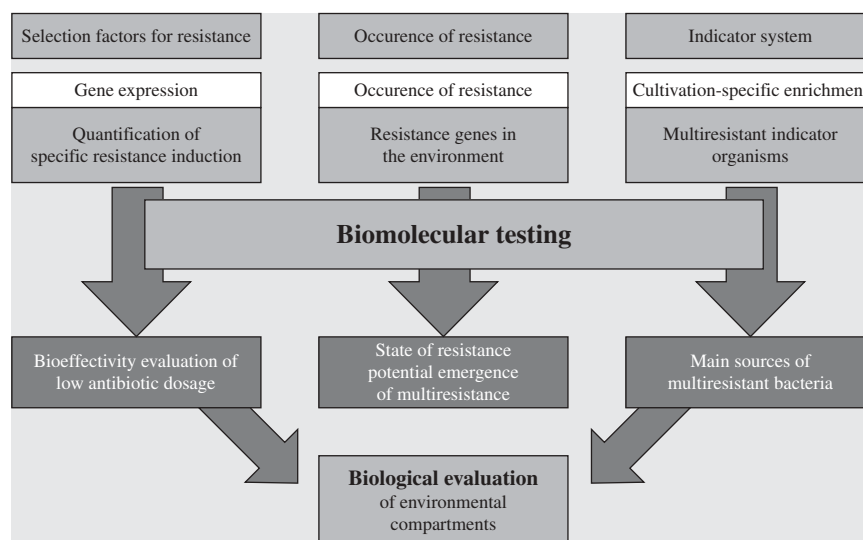 Selection factors for resistance
Occurence of resistance
Indicator system
Gene expression
Occurence of resistance
Cultivation-specific enrichment
Quantification of
specific resistance induction
Resistance genes in
the environment
Multiresistant indicator
organisms
Biomolecular testing
Bioeffectivity evaluation of
low antibiotic dosage
State of resistance
potential emergence
of multiresistance
Main sources of
multiresistant bacteria
Biological evaluation
of environmental
compartments